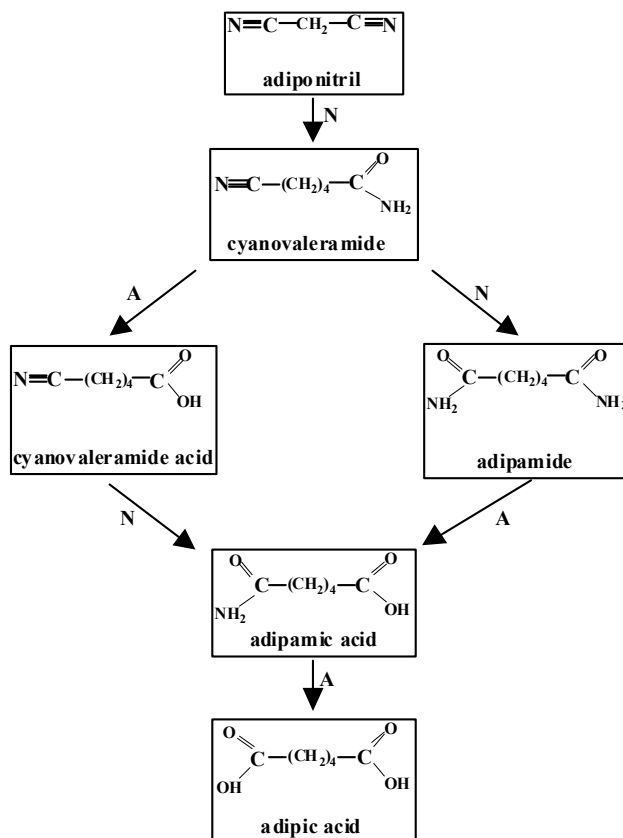 N≡C–CH₂–C≡N
adiponitril
N
N≡C–(CH₂)₄–C
O
NH₂
cyanovaleramide
A
N
N≡C–(CH₂)₄–C
O
OH
cyanovaleramide acid
O
C–(CH₂)₄–C
O
NH₂
NH₂
adipamide
N
A
O
C–(CH₂)₄–C
O
NH₂
OH
adipamic acid
A
O
C–(CH₂)₄–C
O
OH
OH
adipic acid